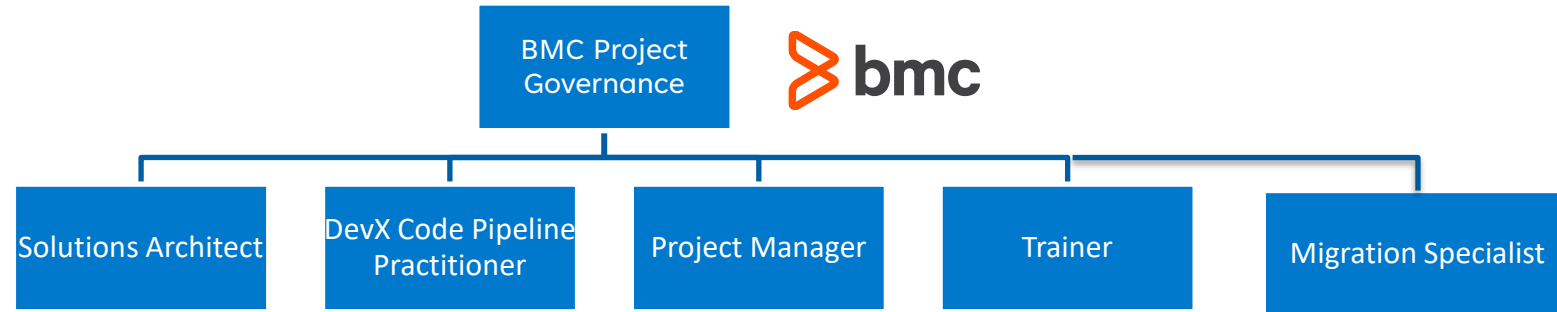 BMC Project
Governance
bmc
Solutions Architect
DevX Code Pipeline
Practitioner
Project Manager
Trainer
Migration Specialist